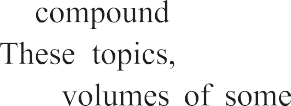 compound
These topics,
volumes of some